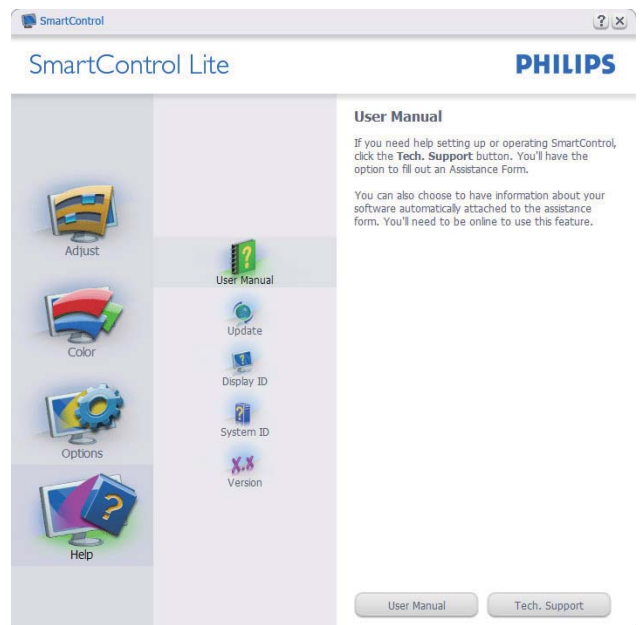 SmartControl
? X
SmartControl Lite
PHILIPS
Adjust
Color
Options
Help
User Manual
Update
Display ID
System ID
X.X
Version
User Manual
If you need help setting up or operating SmartControl,
click the Tech. Support button. You'll have the
option to fill out an Assistance Form.
You can also choose to have information about your
software automatically attached to the assistance
form. You'll need to be online to use this feature.
User Manual
Tech. Support